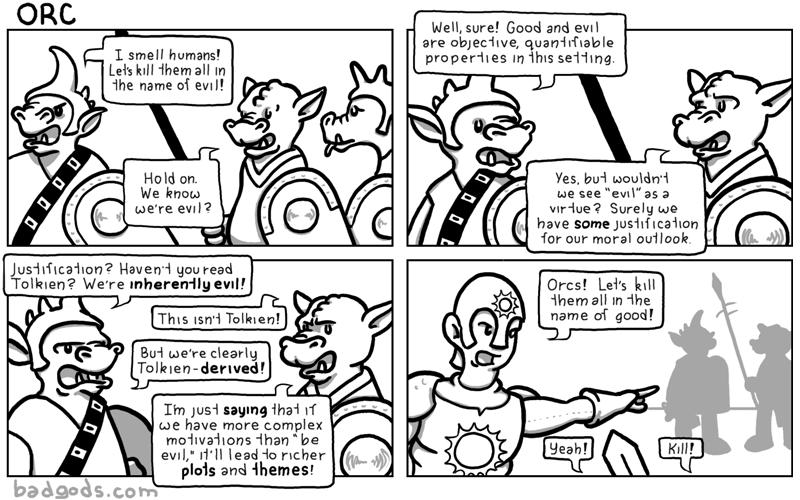 ORC
I smell humans!
Let's kill them all in
the name of evil!
Hold on.
We know
we're evil?
Well, sure! Good and evil
are objective, quantifiable
properties in this setting.
Yes, but wouldn't
we see "evil" as a
virtue? Surely we
have some justification
for our moral outlook.
Justification? Haven't you read
Tolkien? We're inherently evil!
This isn't Tolkien!
But we're clearly
Tolkien-derived!
I'm just saying that if
we have more complex
motivations than "be
evil," it'll lead to richer
plots and themes!
Orcs! Let's kill
them all in the
name of good!
Yeah!
Kill!
badgods.com